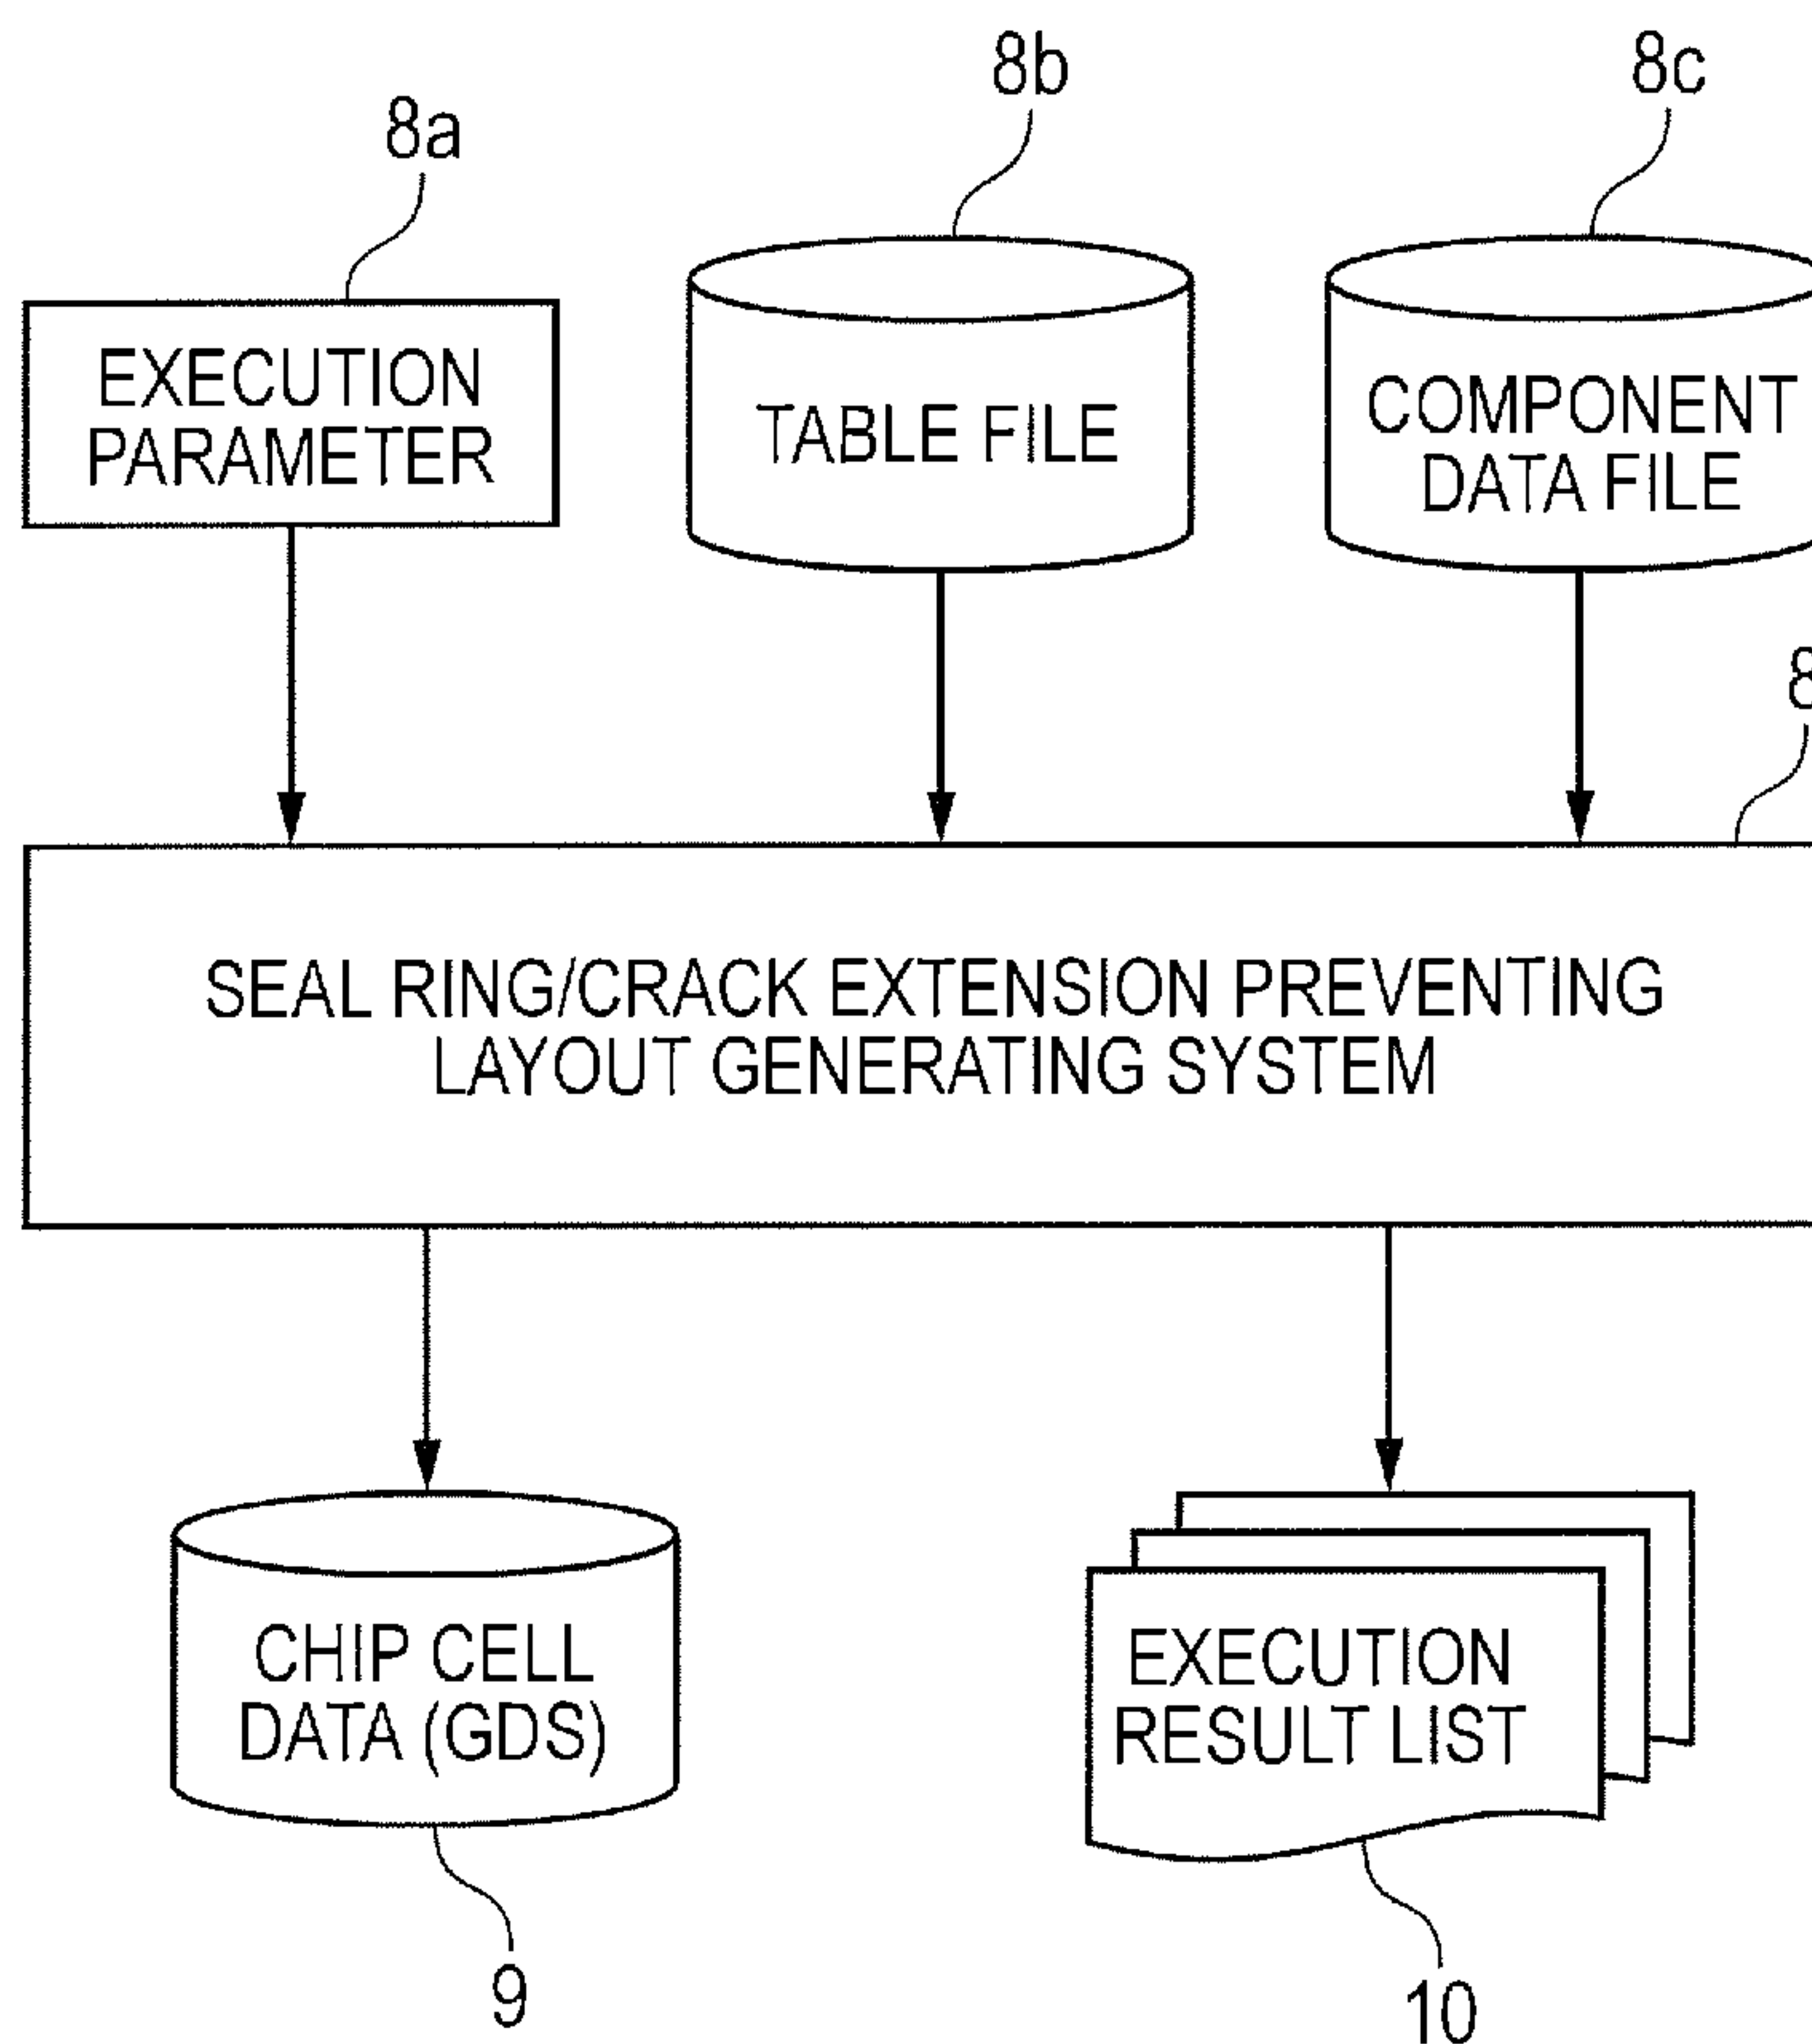 8a
8b
8c
EXECUTION
PARAMETER
TABLE FILE
COMPONENT
DATA FILE
8
SEAL RING/CRACK EXTENSION PREVENTING
LAYOUT GENERATING SYSTEM
CHIP CELL
DATA (GDS)
EXECUTION
RESULT LIST
9
10